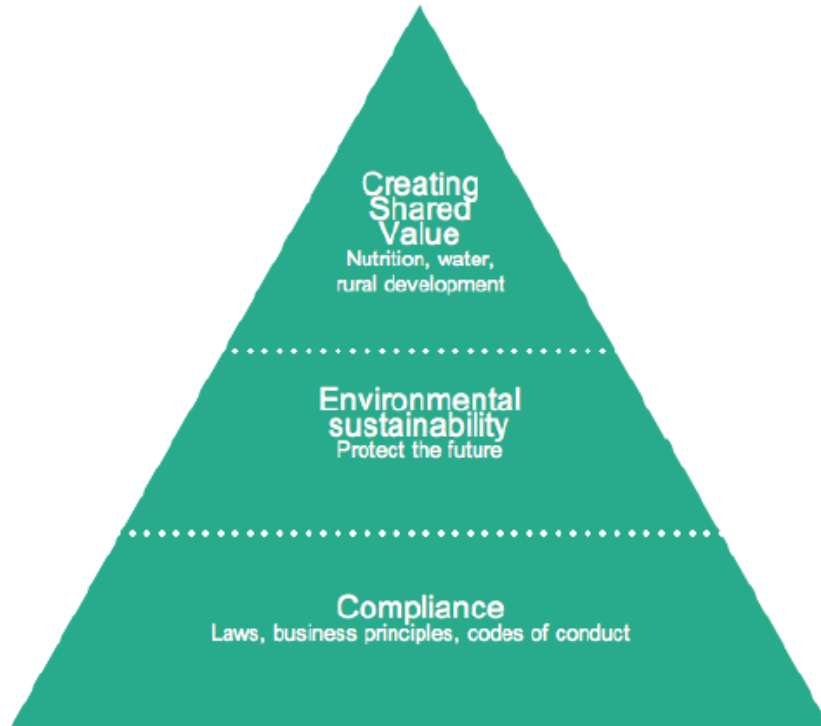 Creating
Shared
Value
Nutrition, water,
rural development
Environmental
sustainability
Protect the future
Compliance
Laws, business principles, codes of conduct